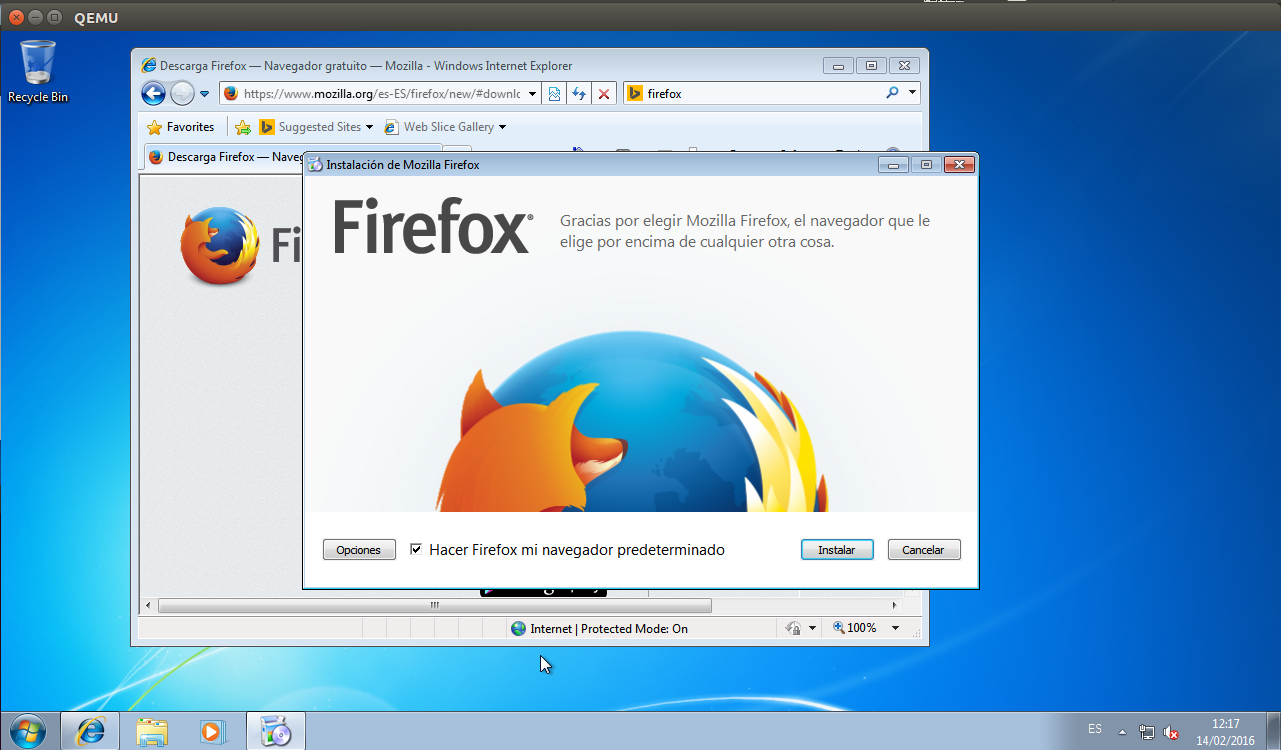 QEMU
Recycle Bin
Descarga Firefox — Navegador gratuito — Mozilla - Windows Internet Explorer
https://www.mozilla.org/es-ES/firefox/new/#downlo
firefox
Favorites
Suggested Sites
Web Slice Gallery
Descarga Firefox — Naveg
Instalación de Mozilla Firefox
Fi
Firefox®
Gracias por elegir Mozilla Firefox, el navegador que le
elige por encima de cualquier otra cosa.
Opciones
Hacer Firefox mi navegador predeterminado
Instalar
Cancelar
Internet | Protected Mode: On
100%
ES
12:17
14/02/2016